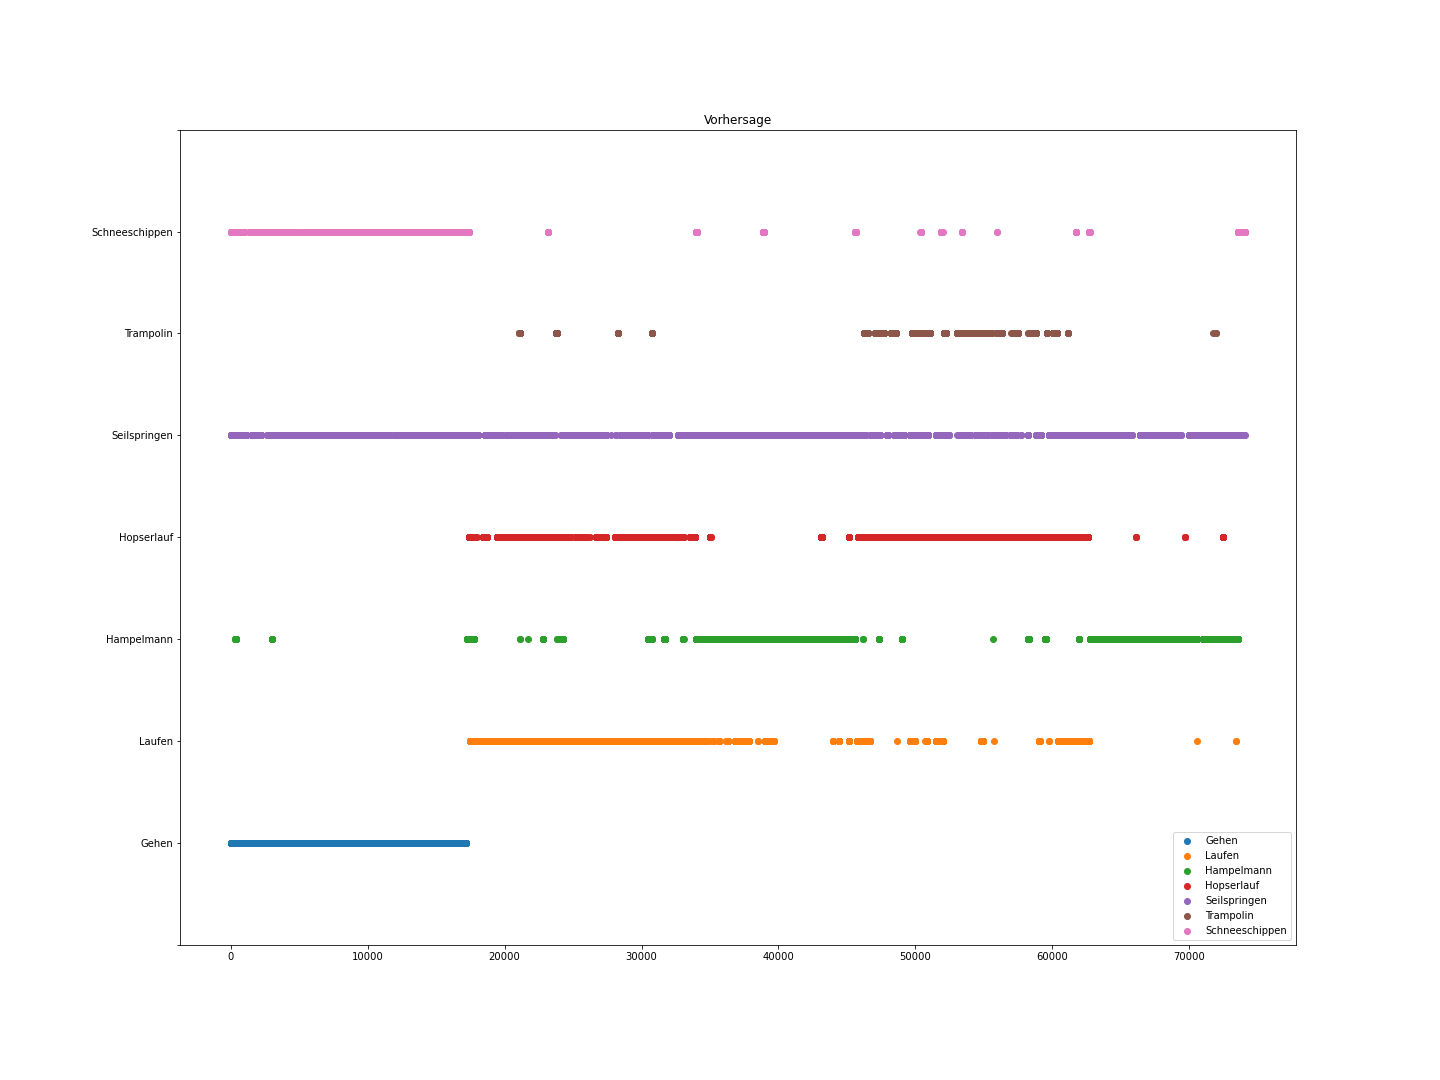 Vorhersage
Schneeschippen
Trampolin
Seilspringen
Hopserlauf
Hampelmann
Laufen
Gehen
0 10000 20000 30000 40000 50000 60000 70000
Gehen
Laufen
Hampelmann
Hopserlauf
Seilspringen
Trampolin
Schneeschippen